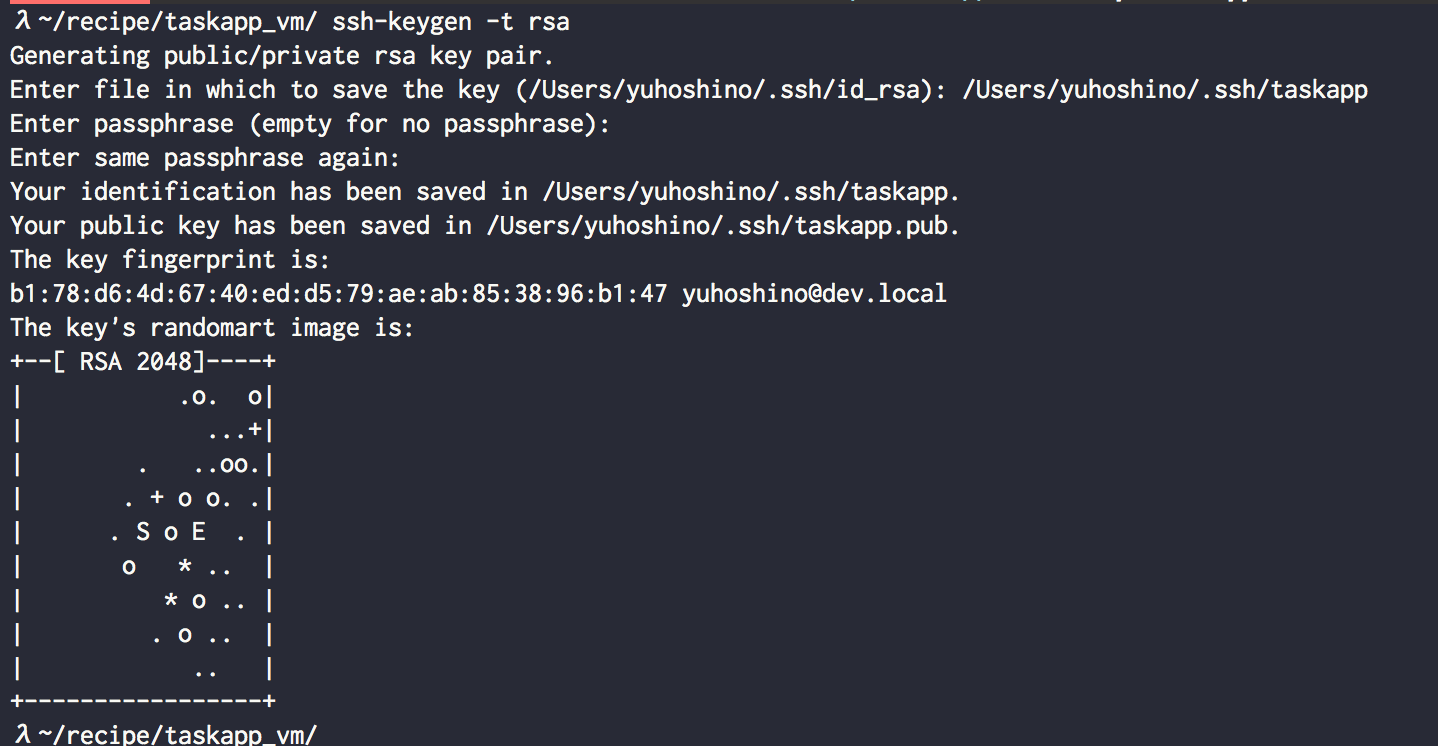 λ ~/recipe/taskapp_vm/ ssh-keygen -t rsa
Generating public/private rsa key pair.
Enter file in which to save the key (/Users/yuhoshino/.ssh/id_rsa): /Users/yuhoshino/.ssh/taskapp
Enter passphrase (empty for no passphrase):
Enter same passphrase again:
Your identification has been saved in /Users/yuhoshino/.ssh/taskapp.
Your public key has been saved in /Users/yuhoshino/.ssh/taskapp.pub.
The key fingerprint is:
b1:78:d6:4d:67:40:ed:d5:79:ae:ab:85:38:96:b1:47 yuhoshino@dev.local
The key's randomart image is:
+--[ RSA 2048]----+
|           .o.  o|
|             ...+|
|        .   ..oo.|
|       . + o o. .|
|      . S o E  . |
|       o   * ..  |
|          * o .. |
|         . o ..  |
|            ..   |
+-----------------+
λ ~/recipe/taskapp_vm/